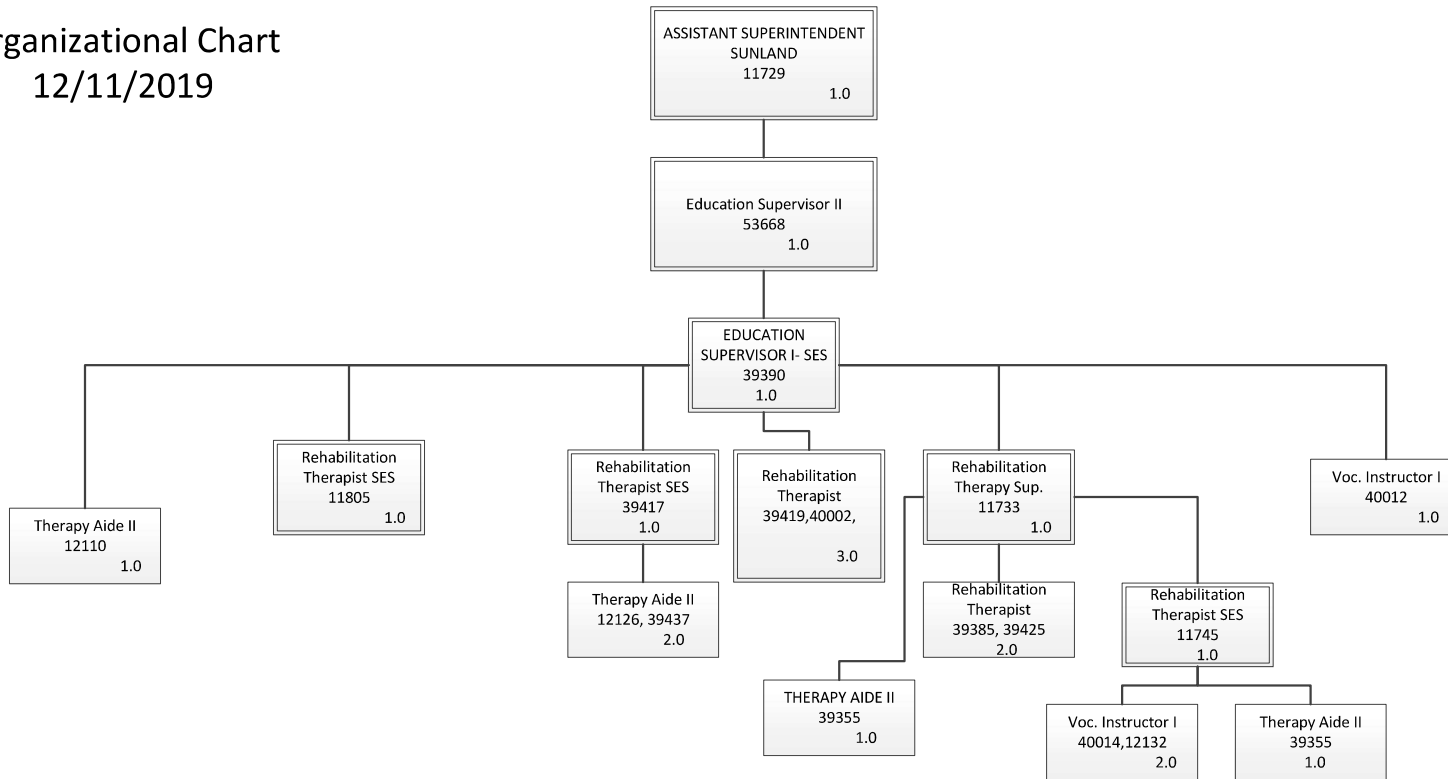 rganizational Chart
12/11/2019
ASSISTANT SUPERINTENDENT
SUNLAND
11729
1.0
Education Supervisor II
53668
1.0
EDUCATION
SUPERVISOR I- SES
39390
1.0
Therapy Aide II
12110
1.0
Rehabilitation
Therapist SES
11805
1.0
Rehabilitation
Therapist SES
39417
1.0
Therapy Aide II
12126, 39437
2.0
Rehabilitation
Therapist
39419,40002,
3.0
Rehabilitation
Therapy Sup.
11733
1.0
THERAPY AIDE II
39355
1.0
Rehabilitation
Therapist
39385, 39425
2.0
Rehabilitation
Therapist SES
11745
1.0
Voc. Instructor I
40014,12132
2.0
Therapy Aide II
39355
1.0
Voc. Instructor I
40012
1.0